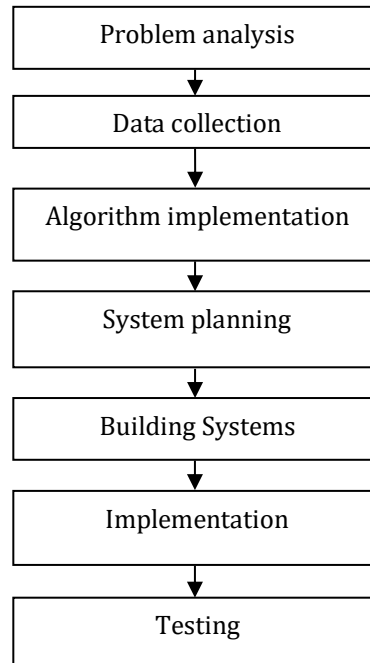 Problem analysis
Data collection
Algorithm implementation
System planning
Building Systems
Implementation
Testing